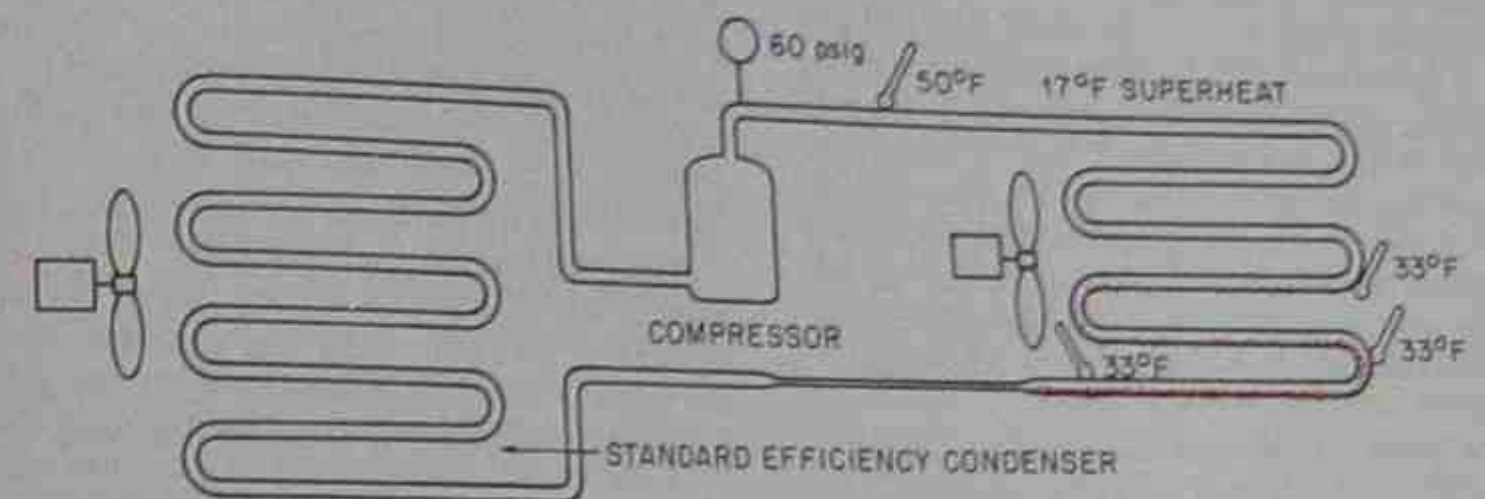 60 psig
50°F
17°F SUPERHEAT
33°F
33°F
33°F
COMPRESSOR
STANDARD EFFICIENCY CONDENSER